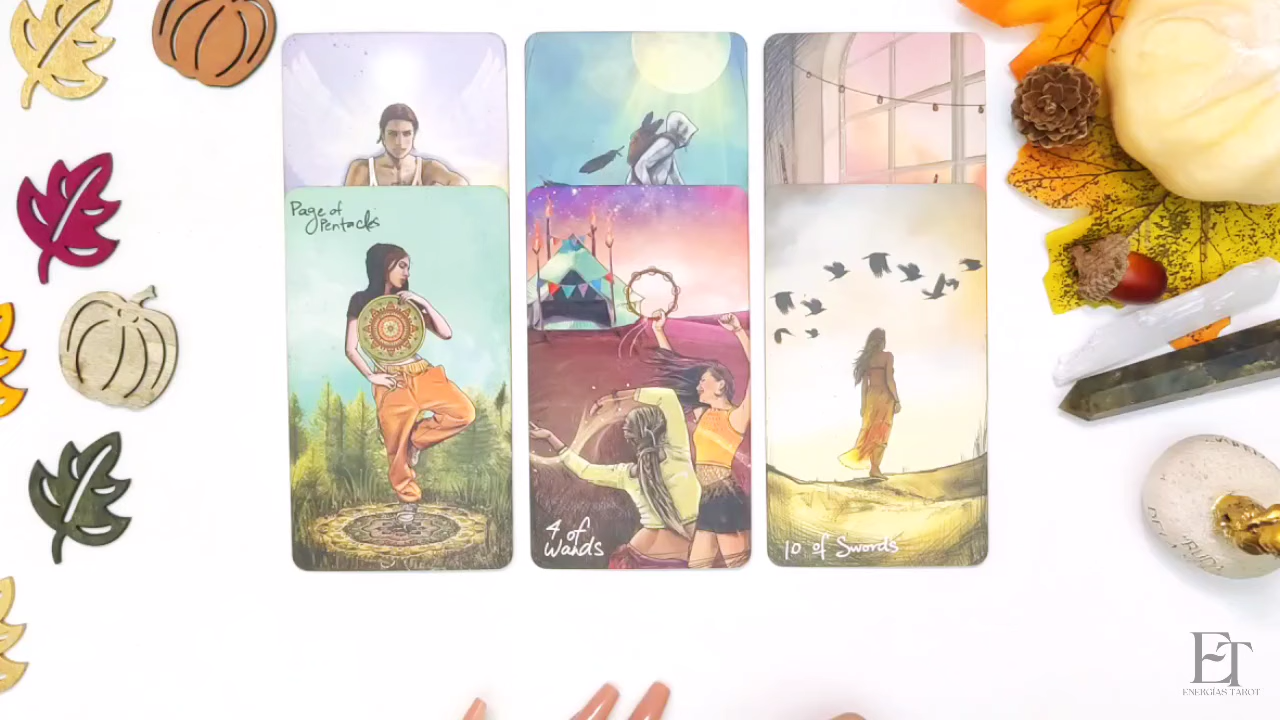 Page of
Pentacles
4 of
Wands
10 of Swords
ET
ENERGÍAS TAROT